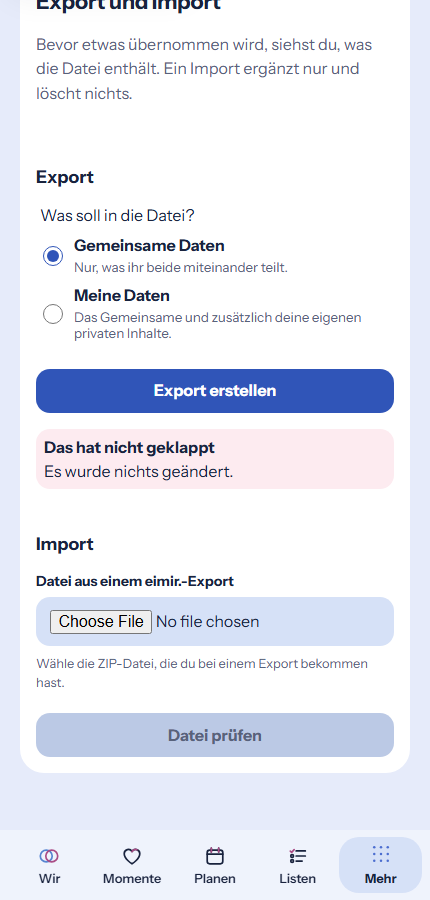 Export und Import
Bevor etwas übernommen wird, siehst du, was
die Datei enthält. Ein Import ergänzt nur und
löscht nichts.
Export
Was soll in die Datei?
Gemeinsame Daten
Nur, was ihr beide miteinander teilt.
Meine Daten
Das Gemeinsame und zusätzlich deine eigenen
privaten Inhalte.
Export erstellen
Das hat nicht geklappt
Es wurde nichts geändert.
Import
Datei aus einem eimir.-Export
Choose File No file chosen
Wähle die ZIP-Datei, die du bei einem Export bekommen
hast.
Datei prüfen
Wir Momente Planen Listen Mehr